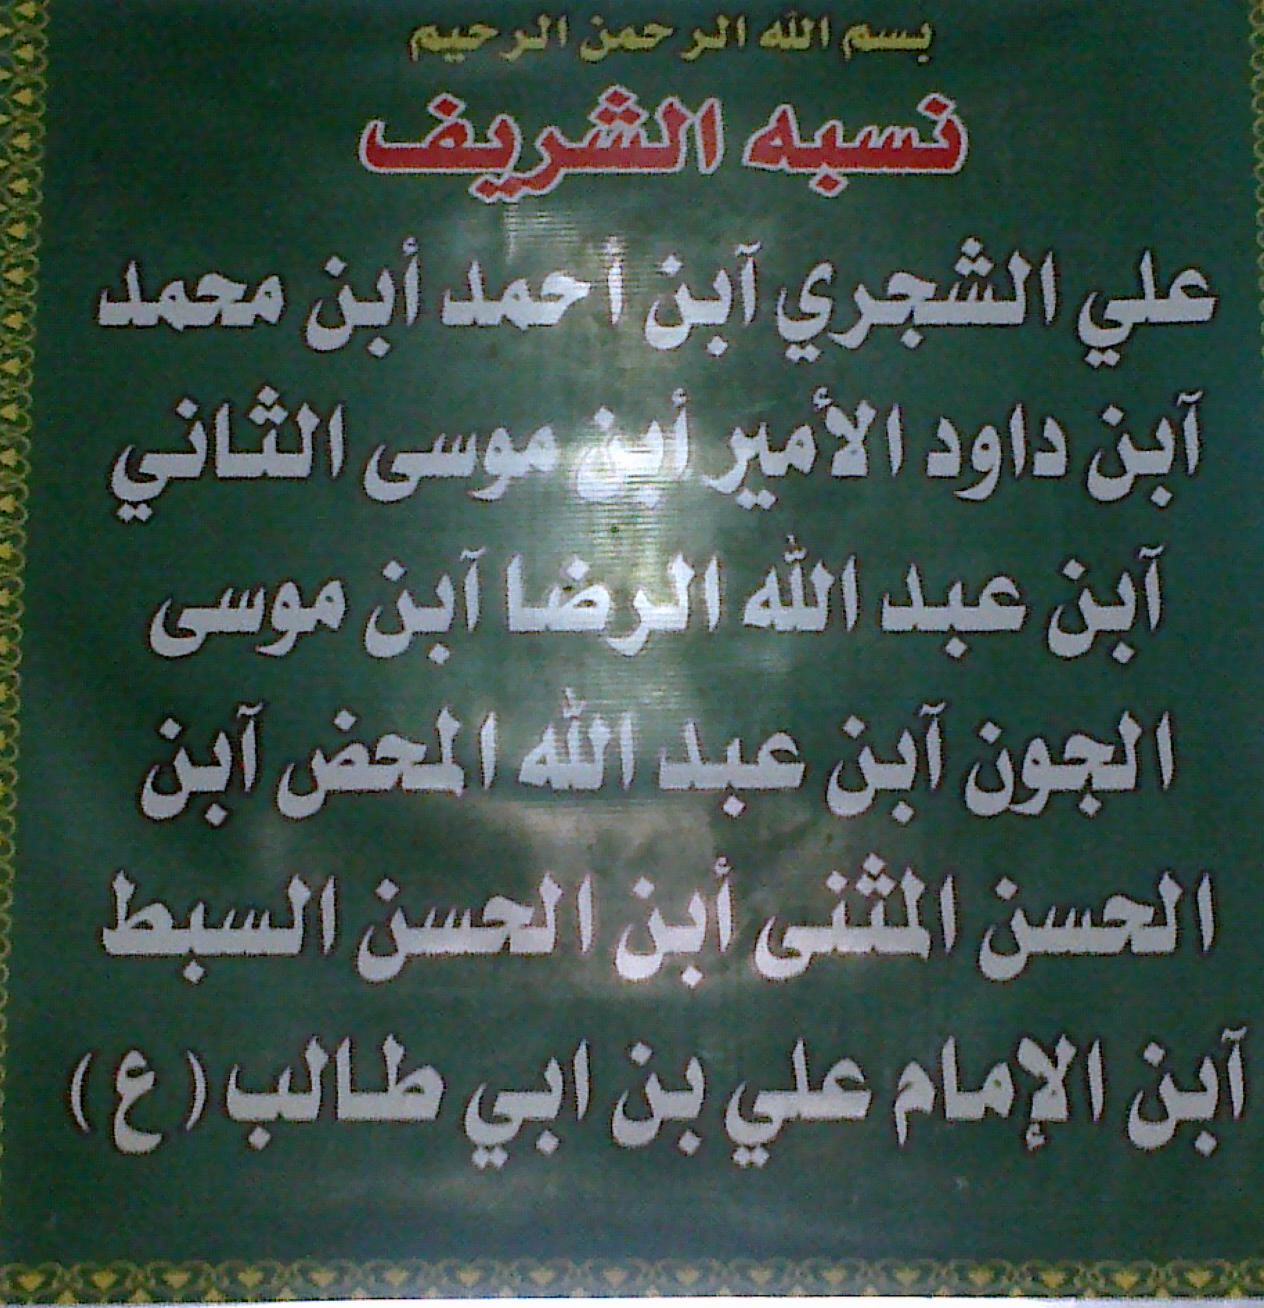 بسم الله الرحمن الرحيم
نسبه الشريف
علي الشجري آبن أحمد أبن محمد
آبن داود الأمير أبن موسى الثاني
آبن عبد الله الرضا آبن موسى
الجون آبن عبد الله المحض آبن
الحسن المثنى أبن الحسن السبط
آبن الإمام علي بن ابي طالب ( ع )